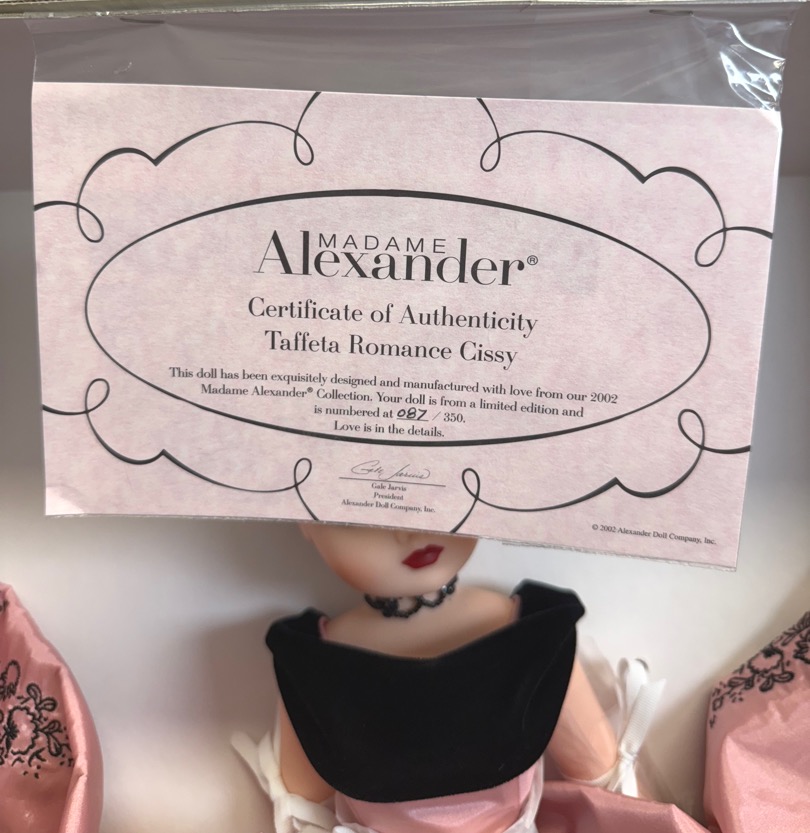 MADAME
Alexander®
Certificate of Authenticity
Taffeta Romance Cissy
This doll has been exquisitely designed and manufactured with love from our 2002
Madame Alexander® Collection. Your doll is from a limited edition and
is numbered at 087 / 350.
Love is in the details.
Gale Jarvis
Gale Jarvis
President
Alexander Doll Company, Inc.
© 2002 Alexander Doll Company, Inc.